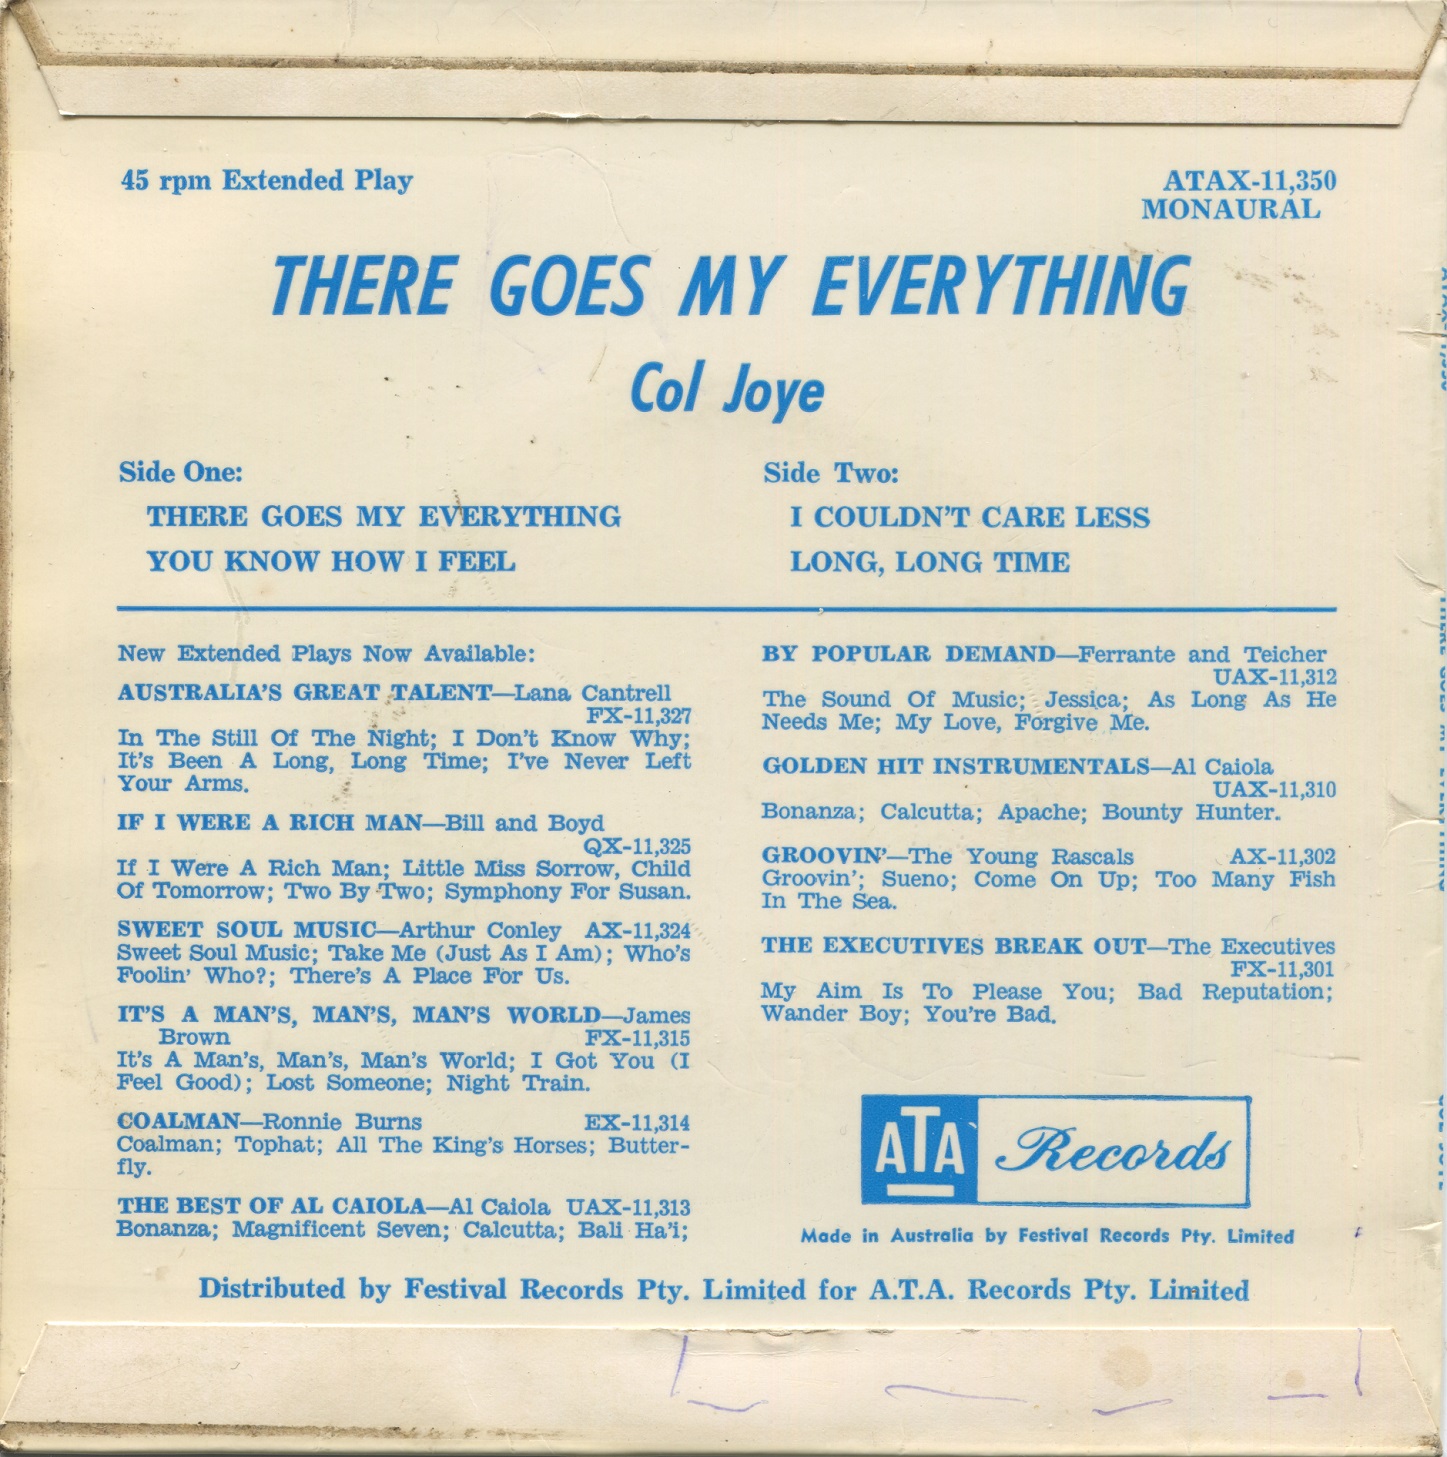 45 rpm Extended Play
ATAX-11,350
MONAURAL
THERE GOES MY EVERYTHING
Col Joye
Side One:
THERE GOES MY EVERYTHING
YOU KNOW HOW I FEEL
Side Two:
I COULDN'T CARE LESS
LONG, LONG TIME
New Extended Plays Now Available:
AUSTRALIA'S GREAT TALENT—Lana Cantrell
FX-11,327
In The Still Of The Night; I Don't Know Why;
It's Been A Long, Long Time; I've Never Left
Your Arms.
IF I WERE A RICH MAN—Bill and Boyd
QX-11,325
If I Were A Rich Man; Little Miss Sorrow, Child
Of Tomorrow; Two By Two; Symphony For Susan.
SWEET SOUL MUSIC—Arthur Conley AX-11,324
Sweet Soul Music; Take Me (Just As I Am); Who's
Foolin' Who?; There's A Place For Us.
IT'S A MAN'S, MAN'S, MAN'S WORLD—James
Brown FX-11,315
It's A Man's, Man's, Man's World; I Got You (I
Feel Good); Lost Someone; Night Train.
COALMAN—Ronnie Burns EX-11,314
Coalman; Tophat; All The King's Horses; Butter-
fly.
THE BEST OF AL CAIOLA—Al Caiola UAX-11,313
Bonanza; Magnificent Seven; Calcutta; Bali Ha'i;
BY POPULAR DEMAND—Ferrante and Teicher
UAX-11,312
The Sound Of Music; Jessica; As Long As He
Needs Me; My Love, Forgive Me.
GOLDEN HIT INSTRUMENTALS—Al Caiola
UAX-11,310
Bonanza; Calcutta; Apache; Bounty Hunter.
GROOVIN'—The Young Rascals AX-11,302
Groovin'; Sueno; Come On Up; Too Many Fish
In The Sea.
THE EXECUTIVES BREAK OUT—The Executives
FX-11,301
My Aim Is To Please You; Bad Reputation;
Wander Boy; You're Bad.
ATA Records
Made in Australia by Festival Records Pty. Limited
Distributed by Festival Records Pty. Limited for A.T.A. Records Pty. Limited